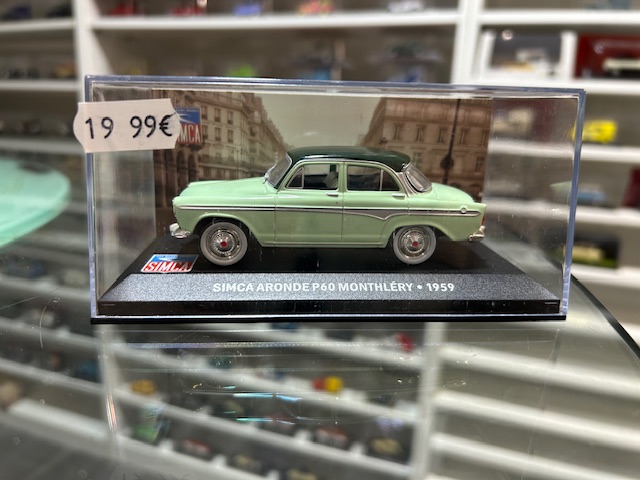 19 99€
SIMCA
SIMCA
SIMCA ARONDE P60 MONTHLÉRY • 1959